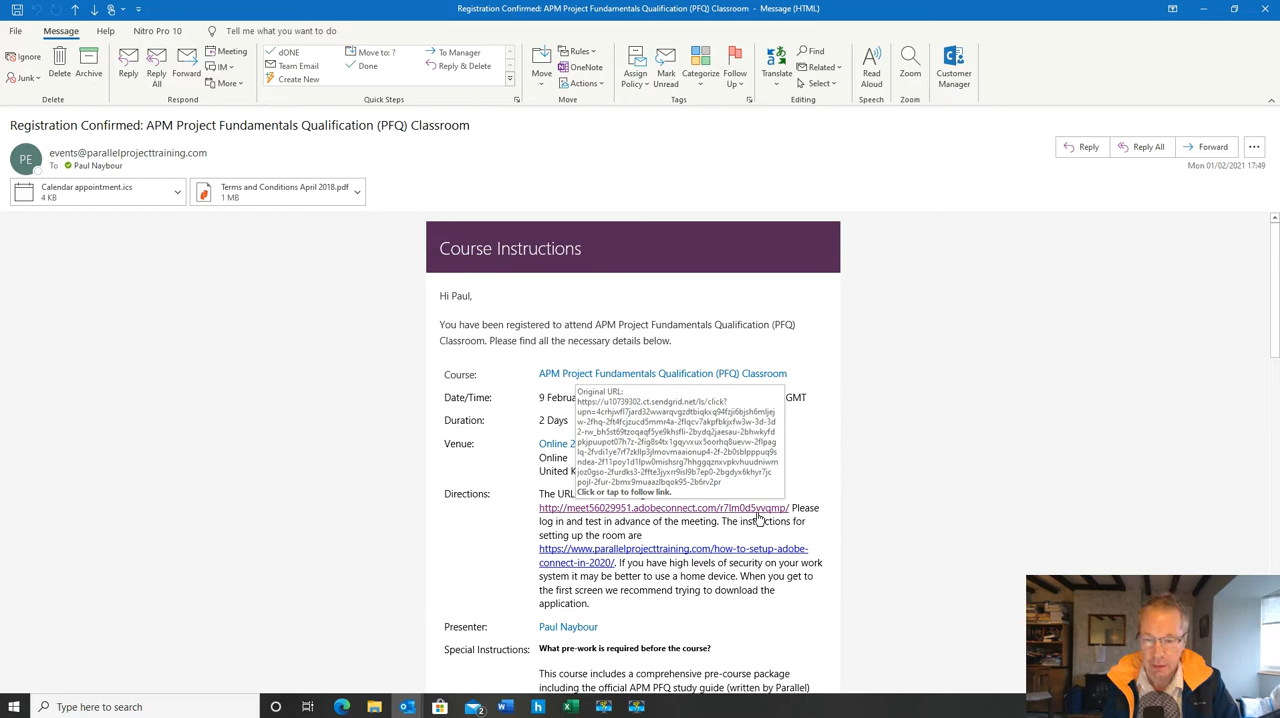 Registration Confirmed: APM Project Fundamentals Qualification (PFQ) Classroom - Message (HTML)
File Message Help Nitro Pro 10 Tell me what you want to do
Ignore
Junk
Delete
Archive
Delete
Reply
Reply All
Forward
Meeting
IM
More
Respond
dONE
Team Email
Create New
Move to: ?
Done
To Manager
Reply & Delete
Quick Steps
Move
Rules
OneNote
Actions
Move
Assign Policy
Mark Unread
Categorize
Follow Up
Tags
Translate
Find
Related
Select
Editing
Read Aloud
Speech
Zoom
Zoom
Customer Manager
Registration Confirmed: APM Project Fundamentals Qualification (PFQ) Classroom
PE
events@parallelprojecttraining.com
To Paul Naybour
Reply Reply All Forward
Mon 01/02/2021 17:49
Calendar appointment.ics
4 KB
Terms and Conditions April 2018.pdf
1 MB
Course Instructions
Hi Paul,
You have been registered to attend APM Project Fundamentals Qualification (PFQ)
Classroom. Please find all the necessary details below.
Course: APM Project Fundamentals Qualification (PFQ) Classroom
Date/Time: 9 Februa GMT
Duration: 2 Days
Venue: Online 2
Online
United K
Original URL:
https://u10739302.ct.sendgrid.net/ls/click?
Click or tap to follow link.
Directions: The URL
http://meet56029951.adobeconnect.com/r7lm0d5vvqmp/ Please
log in and test in advance of the meeting. The instructions for
setting up the room are
https://www.parallelprojecttraining.com/how-to-setup-adobe-
connect-in-2020/. If you have high levels of security on your work
system it may be better to use a home device. When you get to
the first screen we recommend trying to download the
application.
Presenter: Paul Naybour
Special Instructions: What pre-work is required before the course?
This course includes a comprehensive pre-course package
including the official APM PFQ study guide (written by Parallel)
Type here to search